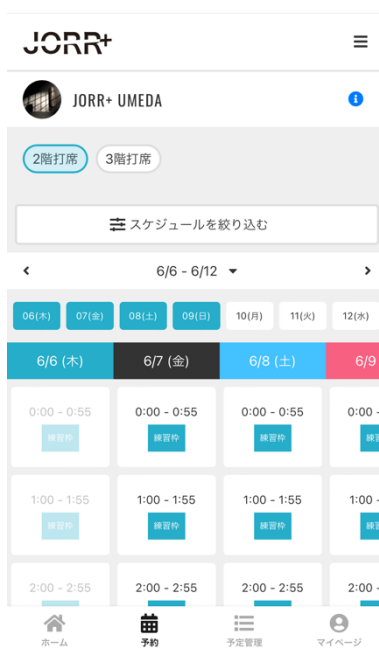 JORR+
JORR+ UMEDA
2階打席 3階打席
スケジュールを絞り込む
6/6 - 6/12
06(木) 07(金) 08(土) 09(日) 10(月) 11(火) 12(水)
6/6 (木) 6/7 (金) 6/8 (土) 6/9
0:00 - 0:55 0:00 - 0:55 0:00 - 0:55 0:00 -
練習枠 練習枠 練習枠 練習
1:00 - 1:55 1:00 - 1:55 1:00 - 1:55 1:00 -
練習枠 練習枠 練習枠 練習
2:00 - 2:55 2:00 - 2:55 2:00 - 2:55 2:00 -
ホーム 予約 予定管理 マイページ